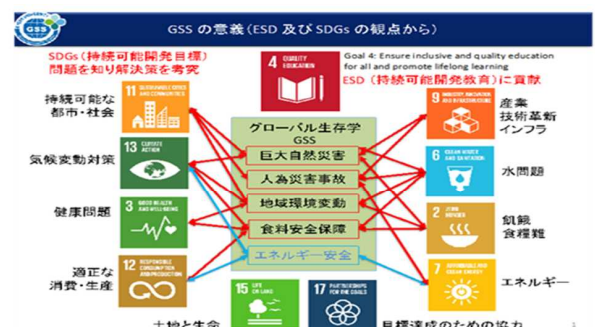 GSS
GSS の意義(ESD 及び SDGs の観点から)
SDGs(持続可能開発目標)
問題を知り解決策を考究
4 QUALITY EDUCATION
Goal 4: Ensure inclusive and quality education
for all and promote lifelong learning
ESD (持続可能開発教育)に貢献
持続可能な
都市・社会
11 SUSTAINABLE CITIES AND COMMUNITIES
9 INDUSTRY, INNOVATION AND INFRASTRUCTURE
産業
技術革新
インフラ
グローバル生存学
GSS
巨大自然災害
人為災害事故
地域環境変動
食料安全保障
エネルギー安全
気候変動対策
13 CLIMATE ACTION
6 CLEAN WATER AND SANITATION
水問題
健康問題
3 GOOD HEALTH AND WELL-BEING
2 ZERO HUNGER
飢餓
食糧難
適正な
消費・生産
12 RESPONSIBLE CONSUMPTION AND PRODUCTION
7 AFFORDABLE AND CLEAN ENERGY
エネルギー
15 LIFE ON LAND
17 PARTNERSHIPS FOR THE GOALS
土地と生命
目標達成のための協力
1